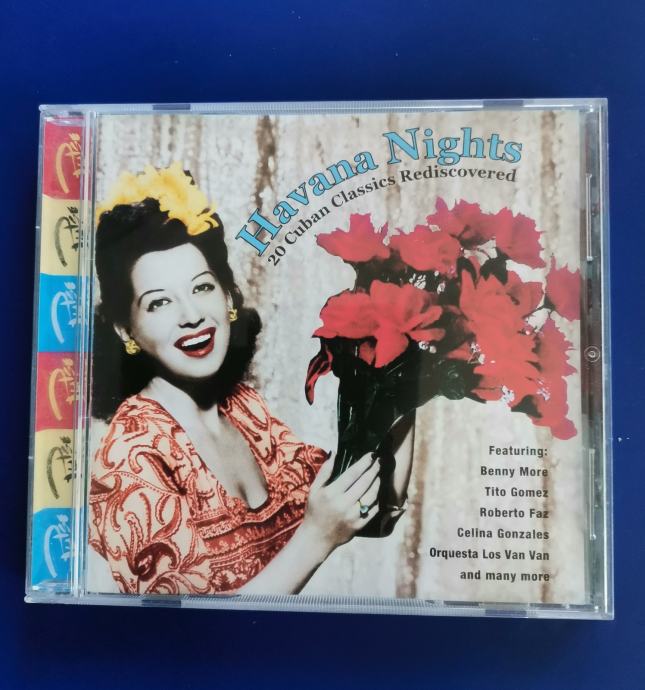 Havana Nights
20 Cuban Classics Rediscovered
Featuring:
Benny More
Tito Gomez
Roberto Faz
Celina Gonzales
Orquesta Los Van Van
and many more